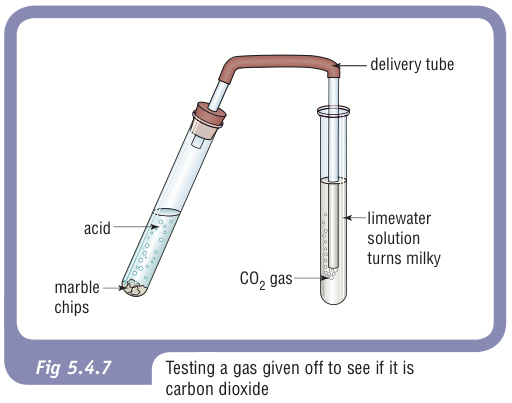 delivery tube
acid
limewater
solution
turns milky
CO₂ gas
marble
chips
Fig 5.4.7
Testing a gas given off to see if it is
carbon dioxide